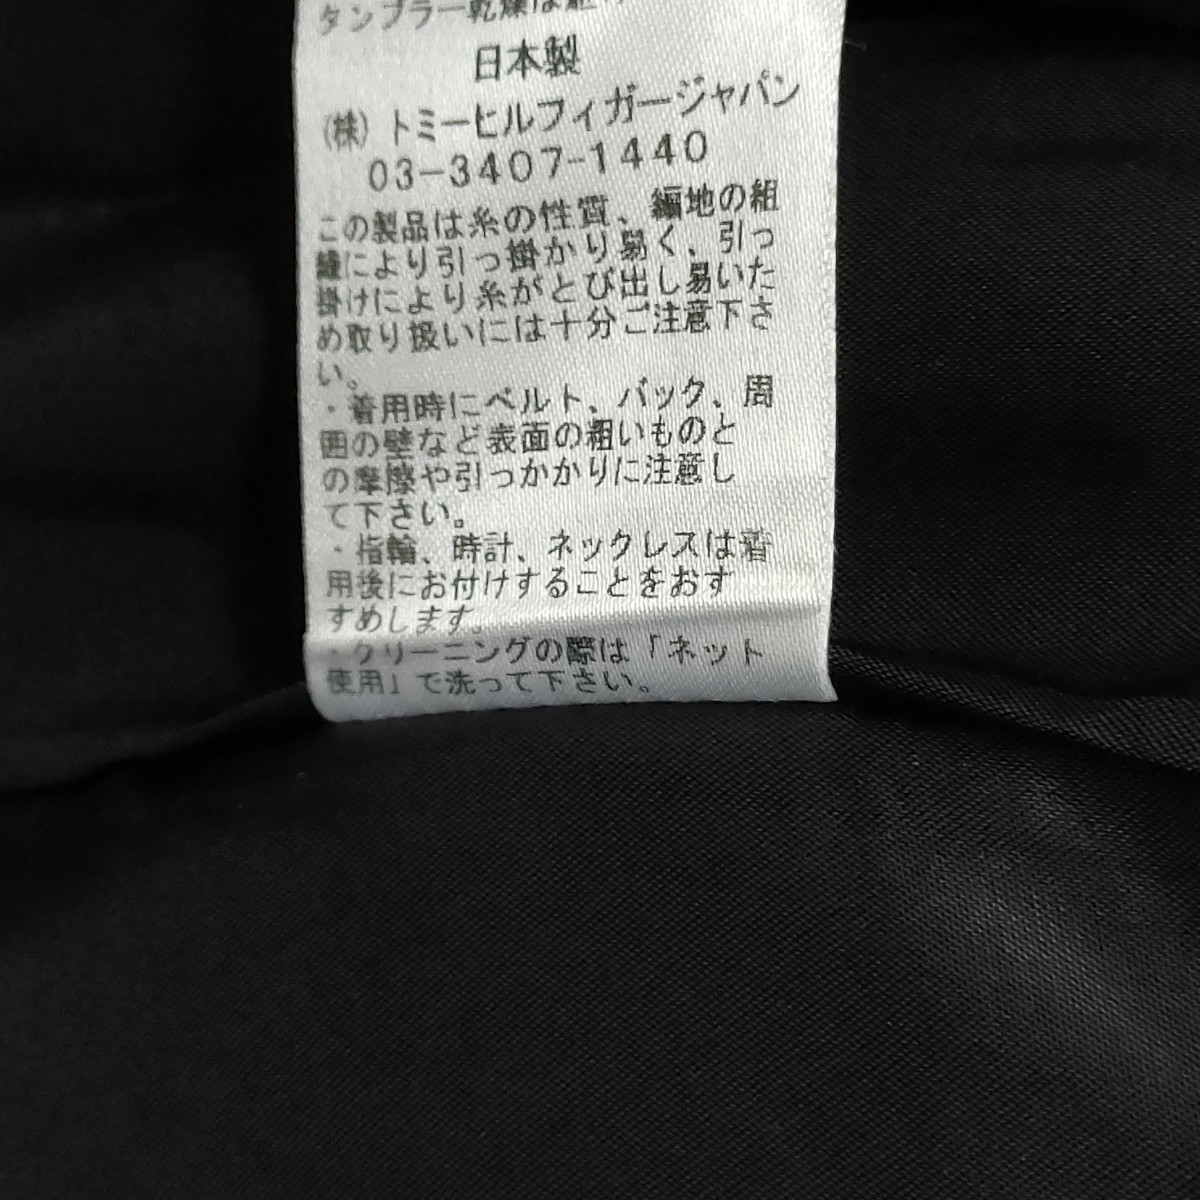 タンブラー乾燥は
日本製
(株) トミーヒルフィガージャパン
03-3407-1440
この製品は糸の性質、編地の組
織により引っ掛かり易く、引っ
掛けにより糸がとび出し易いた
め取り扱いには十分ご注意下さ
い。
・着用時にベルト、バック、周
囲の壁など表面の粗いものと
の摩擦や引っかかりに注意し
て下さい。
・指輪、時計、ネックレスは着
用後にお付けすることをおす
すめします。
・クリーニングの際は「ネット
使用」で洗って下さい。